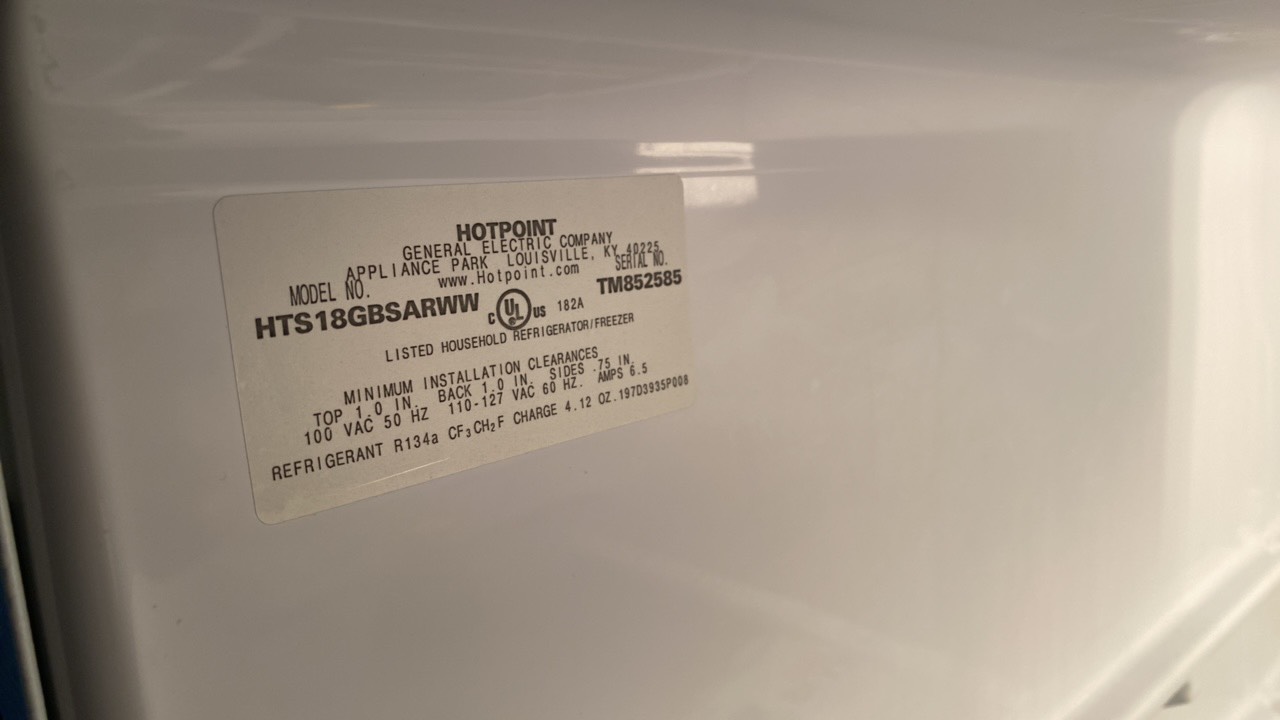 HOTPOINT
GENERAL ELECTRIC COMPANY
APPLIANCE PARK LOUISVILLE, KY 40225
www.Hotpoint.com
MODEL NO.
SERIAL NO.
HTS18GBSARWW
C UL US 182A
TM852585
LISTED HOUSEHOLD REFRIGERATOR/FREEZER
MINIMUM INSTALLATION CLEARANCES
TOP 1.0 IN. BACK 1.0 IN. SIDES .75 IN.
100 VAC 50 HZ 110-127 VAC 60 HZ. AMPS 6.5
REFRIGERANT R134a CF₃CH₂F CHARGE 4.12 OZ.197D3935P008